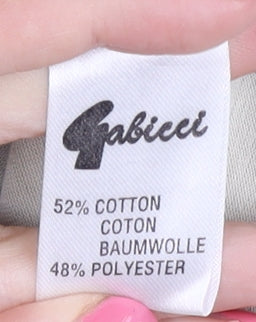 Gabicci
52% COTTON
COTON
BAUMWOLLE
48% POLYESTER